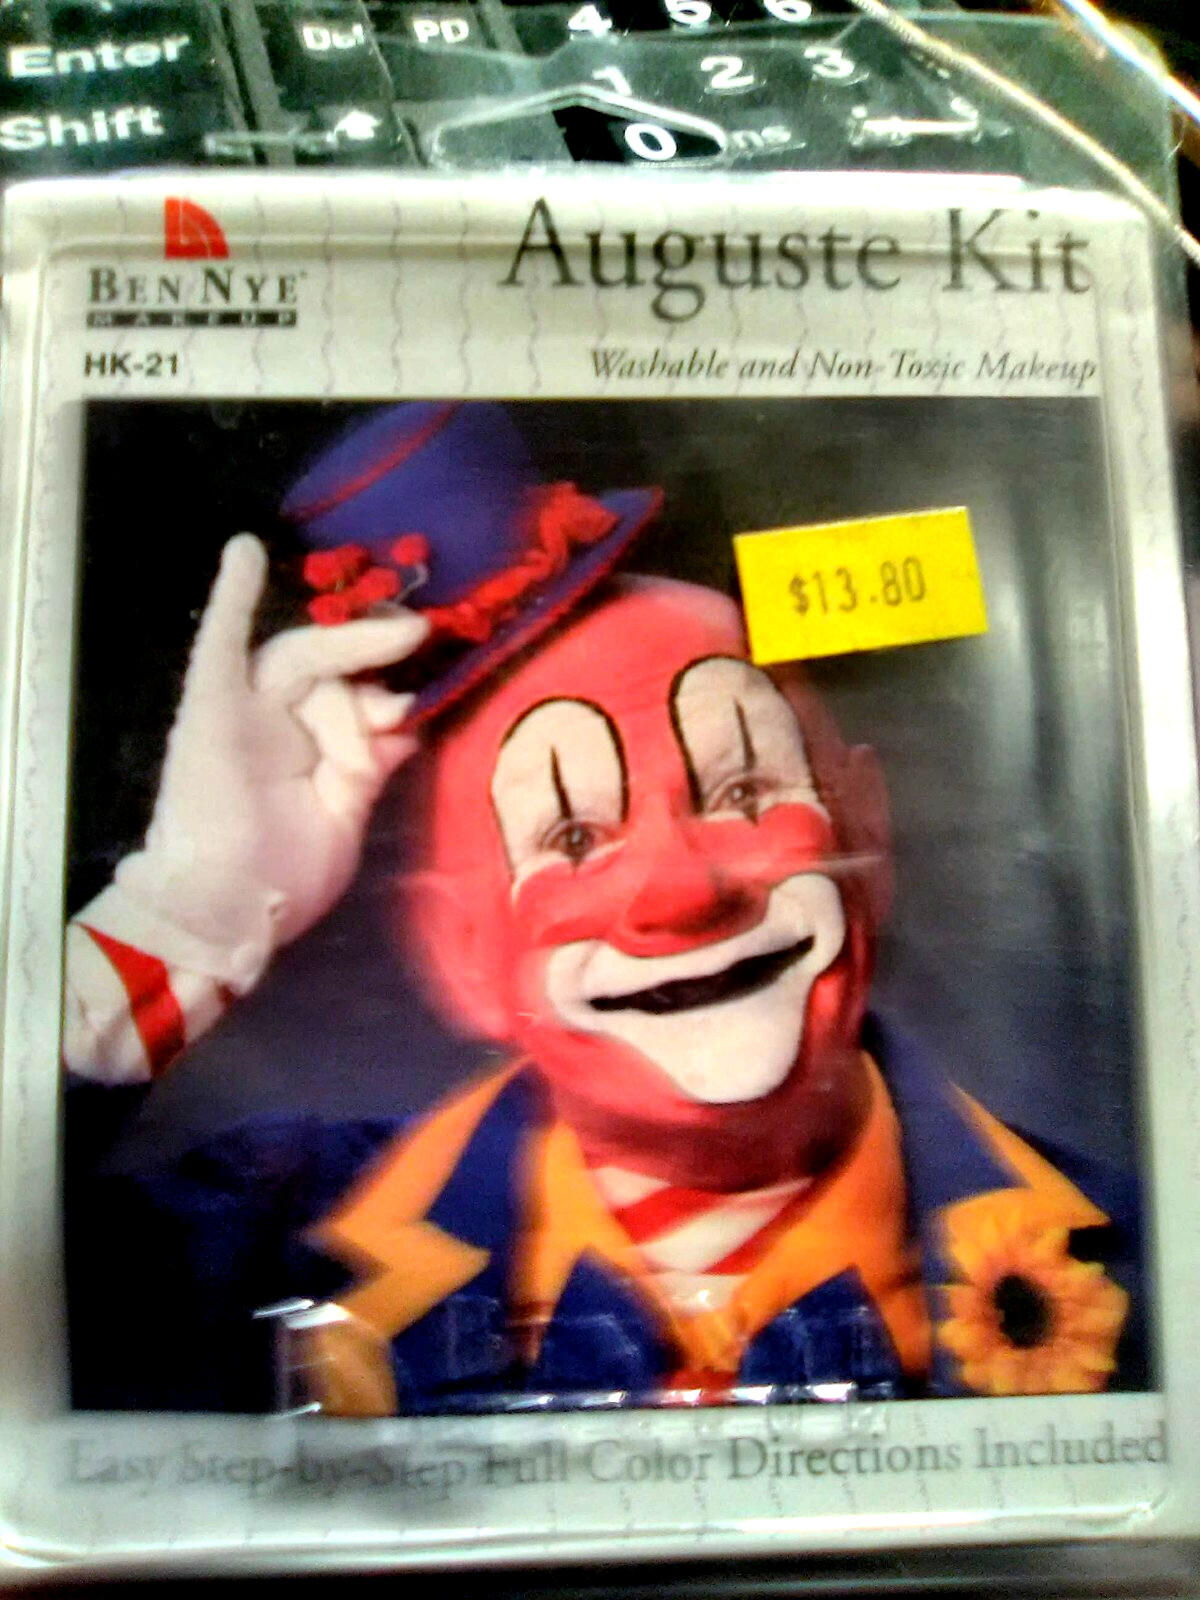 Enter
Del PD 4 5 6
Shift
1 2 3
0
Ins
Auguste Kit
BEN NYE
MAKEUP
HK-21
Washable and Non-Toxic Makeup
$13.80
Easy Step-by-Step Full Color Directions Included